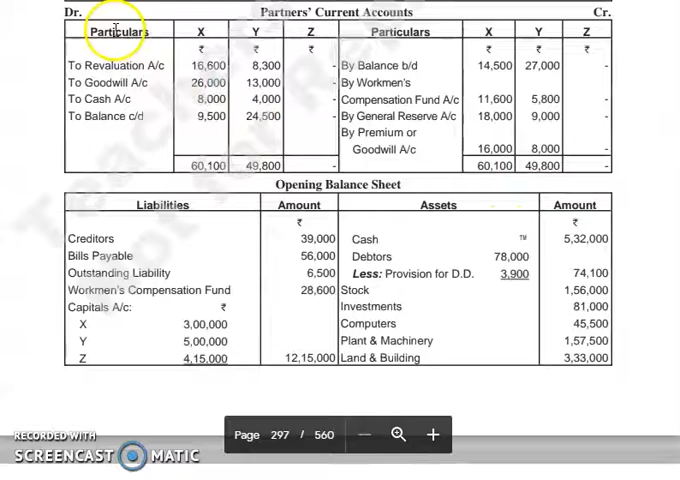 Dr. Partners' Current Accounts Cr.
Particulars X Y Z Particulars X Y Z
₹ ₹ ₹ ₹ ₹ ₹
To Revaluation A/c 16,600 8,300 - By Balance b/d 14,500 27,000 -
To Goodwill A/c 26,000 13,000 - By Workmen's
To Cash A/c 8,000 4,000 - Compensation Fund A/c 11,600 5,800 -
To Balance c/d 9,500 24,500 - By General Reserve A/c 18,000 9,000 -
By Premium or
Goodwill A/c 16,000 8,000 -
60,100 49,800 - 60,100 49,800 -
Opening Balance Sheet
Liabilities Amount Assets Amount
₹ ₹
Creditors 39,000 Cash ™ 5,32,000
Bills Payable 56,000 Debtors 78,000
Outstanding Liability 6,500 Less: Provision for D.D. 3,900 74,100
Workmen's Compensation Fund 28,600 Stock 1,56,000
Capitals A/c: ₹ Investments 81,000
X 3,00,000 Computers 45,500
Y 5,00,000 Plant & Machinery 1,57,500
Z 4,15,000 12,15,000 Land & Building 3,33,000
Page 297 / 560
RECORDED WITH
SCREENCAST MATIC